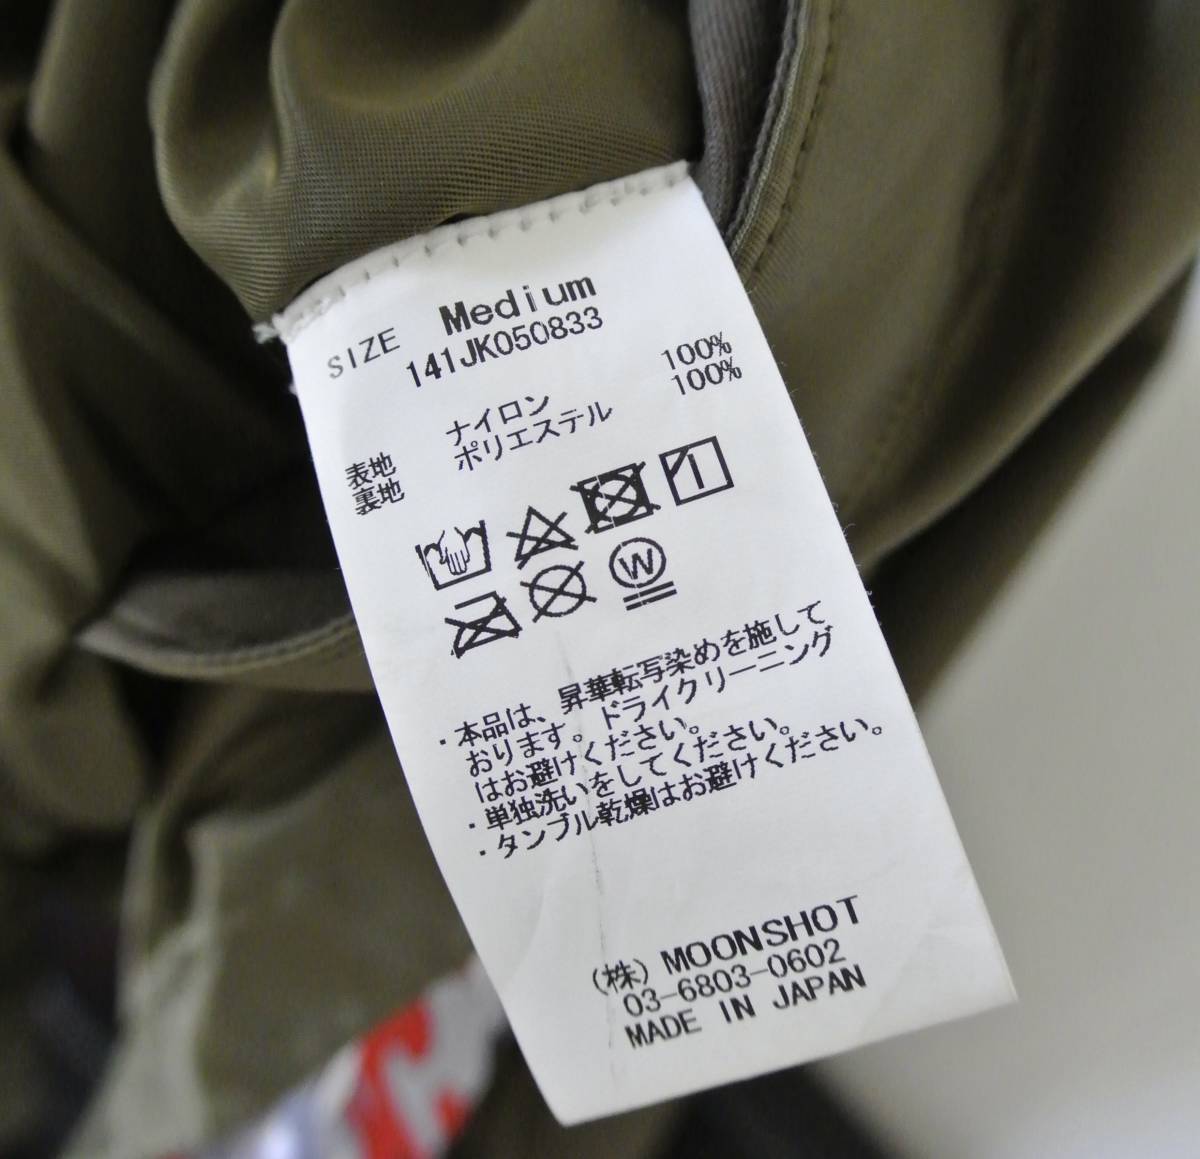 SIZE Medium
141JK050833
表地 ナイロン 100%
裏地 ポリエステル 100%
W
・本品は、昇華転写染めを施して
おります。ドライクリーニング
はお避けください。
・単独洗いをしてください。
・タンブル乾燥はお避けください。
(株) MOONSHOT
03-6803-0602
MADE IN JAPAN